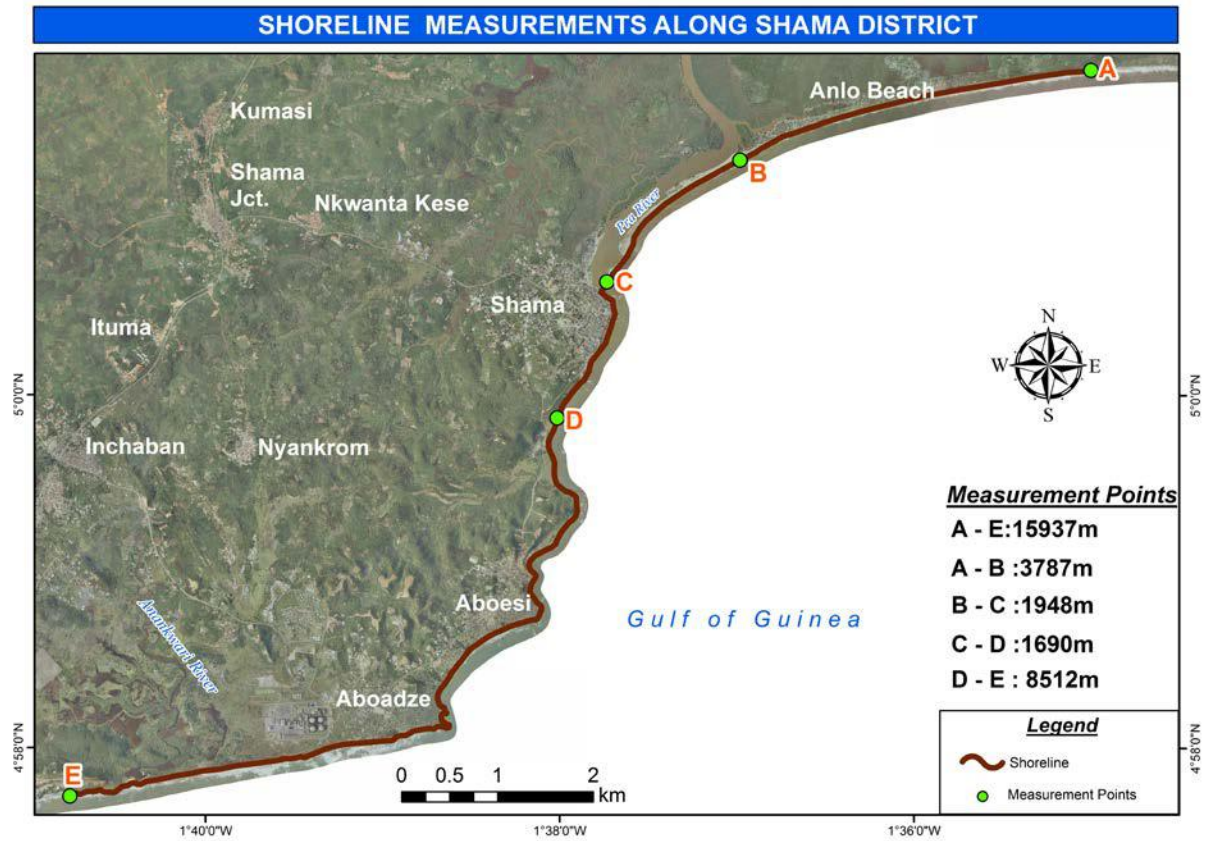 SHORELINE MEASUREMENTS ALONG SHAMA DISTRICT
A
Anlo Beach
Kumasi
B
Shama
Jct.
Nkwanta Kese
Pra River
C
Shama
N
Ituma
W
E
S
5°0'0"N
5°0'0"N
D
Inchaban
Nyankrom
Measurement Points
A - E:15937m
A - B :3787m
B - C :1948m
C - D :1690m
D - E : 8512m
Aboesi
Gulf of Guinea
Anankwari River
Aboadze
Legend
Shoreline
Measurement Points
4°58'0"N
4°58'0"N
E
0 0.5 1 2
km
1°40'0"W
1°38'0"W
1°36'0"W